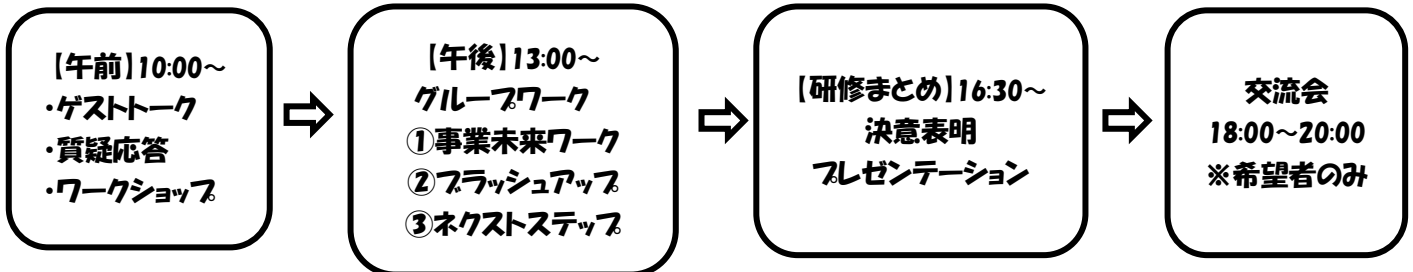 【午前】10:00～
・ゲストトーク
・質疑応答
・ワークショップ
【午後】13:00～
グループワーク
①事業未来ワーク
②ブラッシュアップ
③ネクストステップ
【研修まとめ】16:30～
決意表明
プレゼンテーション
交流会
18:00～20:00
※希望者のみ